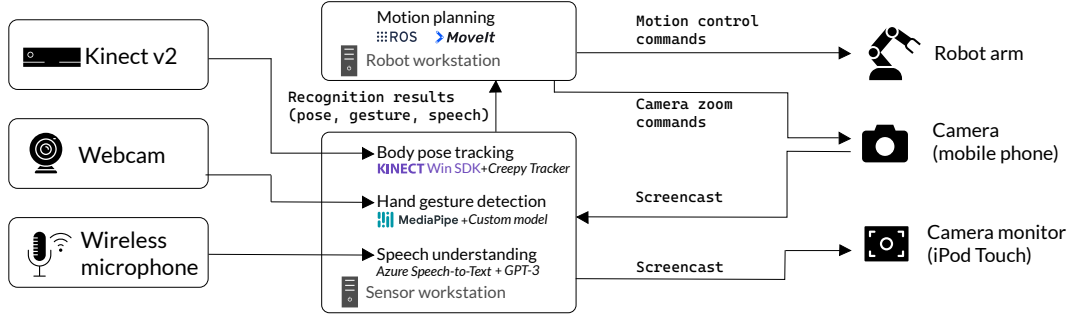 Kinect v2
Webcam
Wireless
microphone
Motion planning
ROS MoveIt
Robot workstation
Recognition results
(pose, gesture, speech)
Body pose tracking
KINECT Win SDK+Creepy Tracker
Hand gesture detection
MediaPipe +Custom model
Speech understanding
Azure Speech-to-Text + GPT-3
Sensor workstation
Motion control
commands
Camera zoom
commands
Screencast
Screencast
Robot arm
Camera
(mobile phone)
Camera monitor
(iPod Touch)